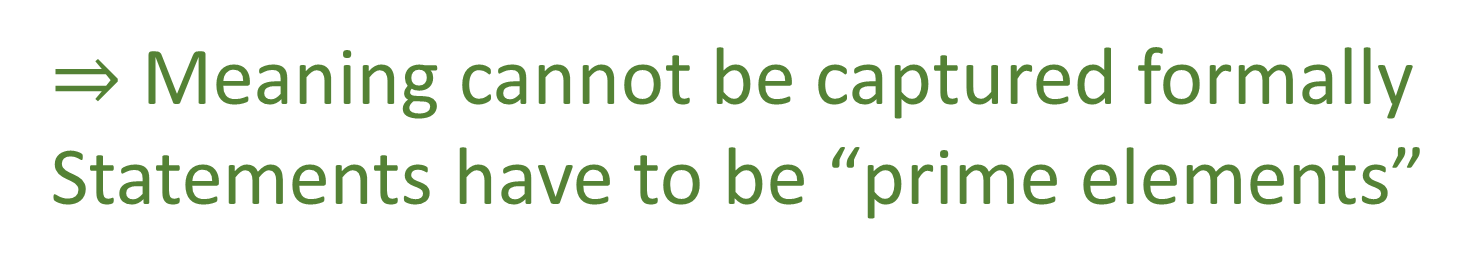 ⇒ Meaning cannot be captured formally
Statements have to be “prime elements”